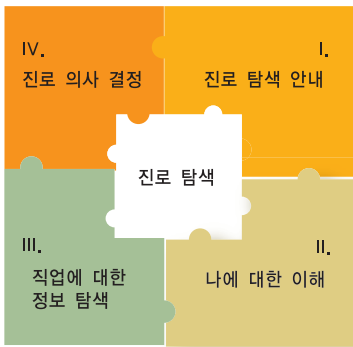 IV.
진로 의사 결정
I.
진로 탐색 안내
진로 탐색
III.
직업에 대한
정보 탐색
II.
나에 대한 이해